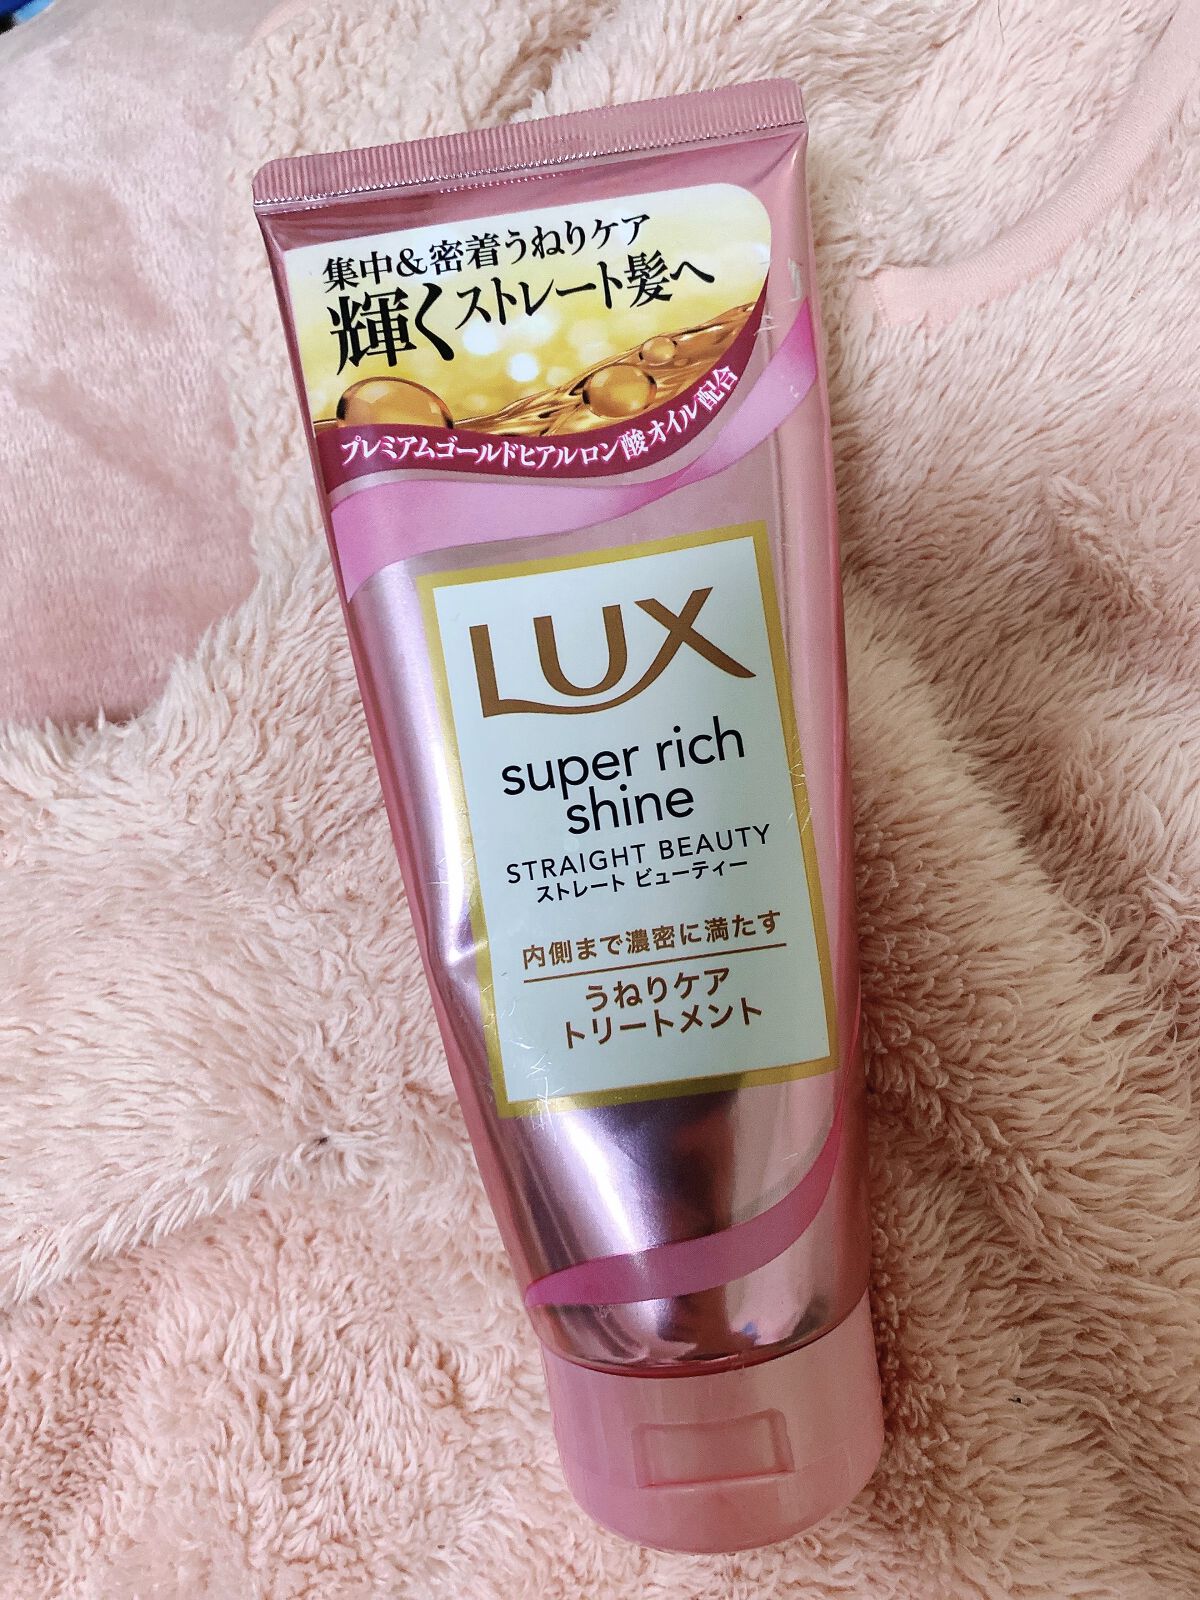 集中&密着うねりケア
輝くストレート髪へ
プレミアムゴールドヒアルロン酸オイル配合
LUX
super rich
shine
STRAIGHT BEAUTY
ストレート ビューティー
内側まで濃密に満たす
うねりケア
トリートメント